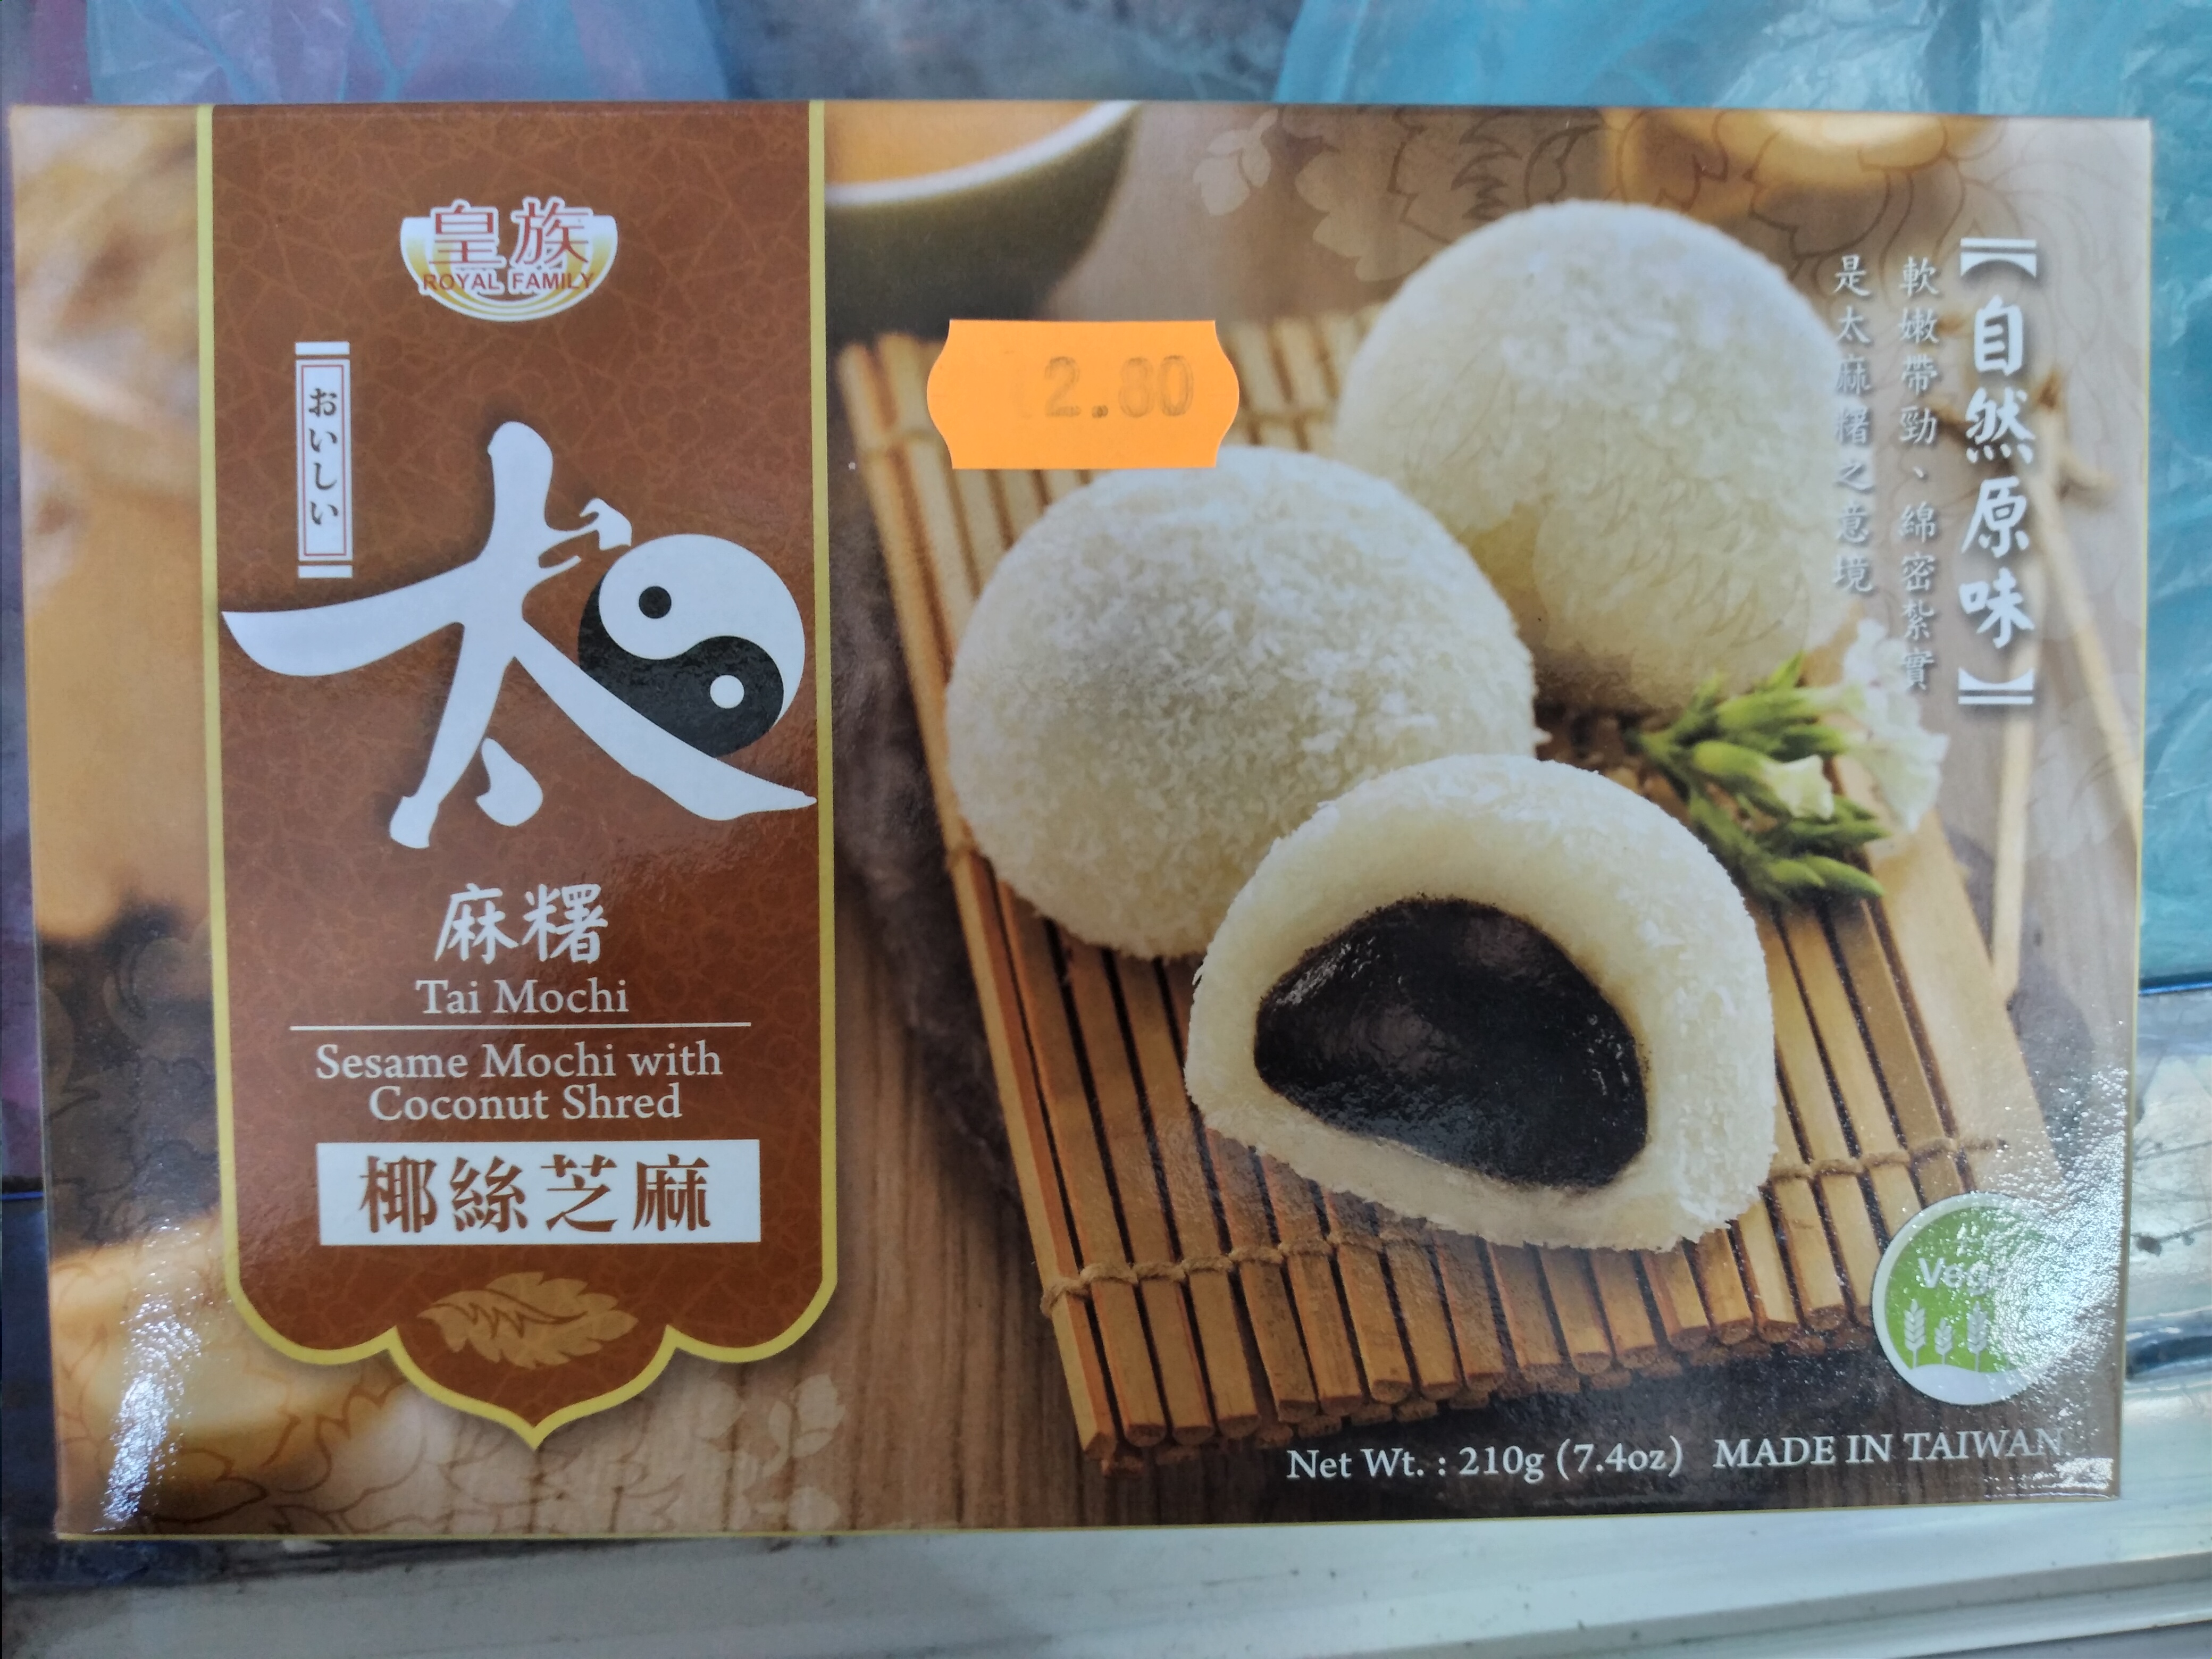 皇族
ROYAL FAMILY
おいしい
太
麻糬
Tai Mochi
Sesame Mochi with
Coconut Shred
椰絲芝麻
2.80
【自然原味】
軟嫩帶勁、綿密紮實
是太麻糬之意境
Net Wt. : 210g (7.4oz) MADE IN TAIWAN